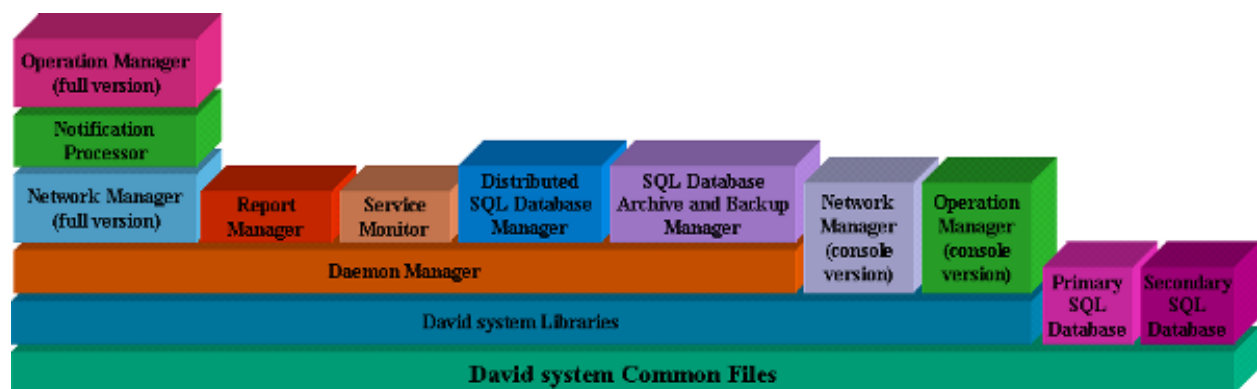 Operation Manager
(full version)
Notification
Processor
Network Manager
(full version)
Report
Manager
Service
Monitor
Distributed
SQL Database
Manager
SQL Database
Archive and Backup
Manager
Network
Manager
(console
version)
Operation
Manager
(console
version)
Daemon Manager
Primary
SQL
Database
Secondary
SQL
Database
David system Libraries
David system Common Files